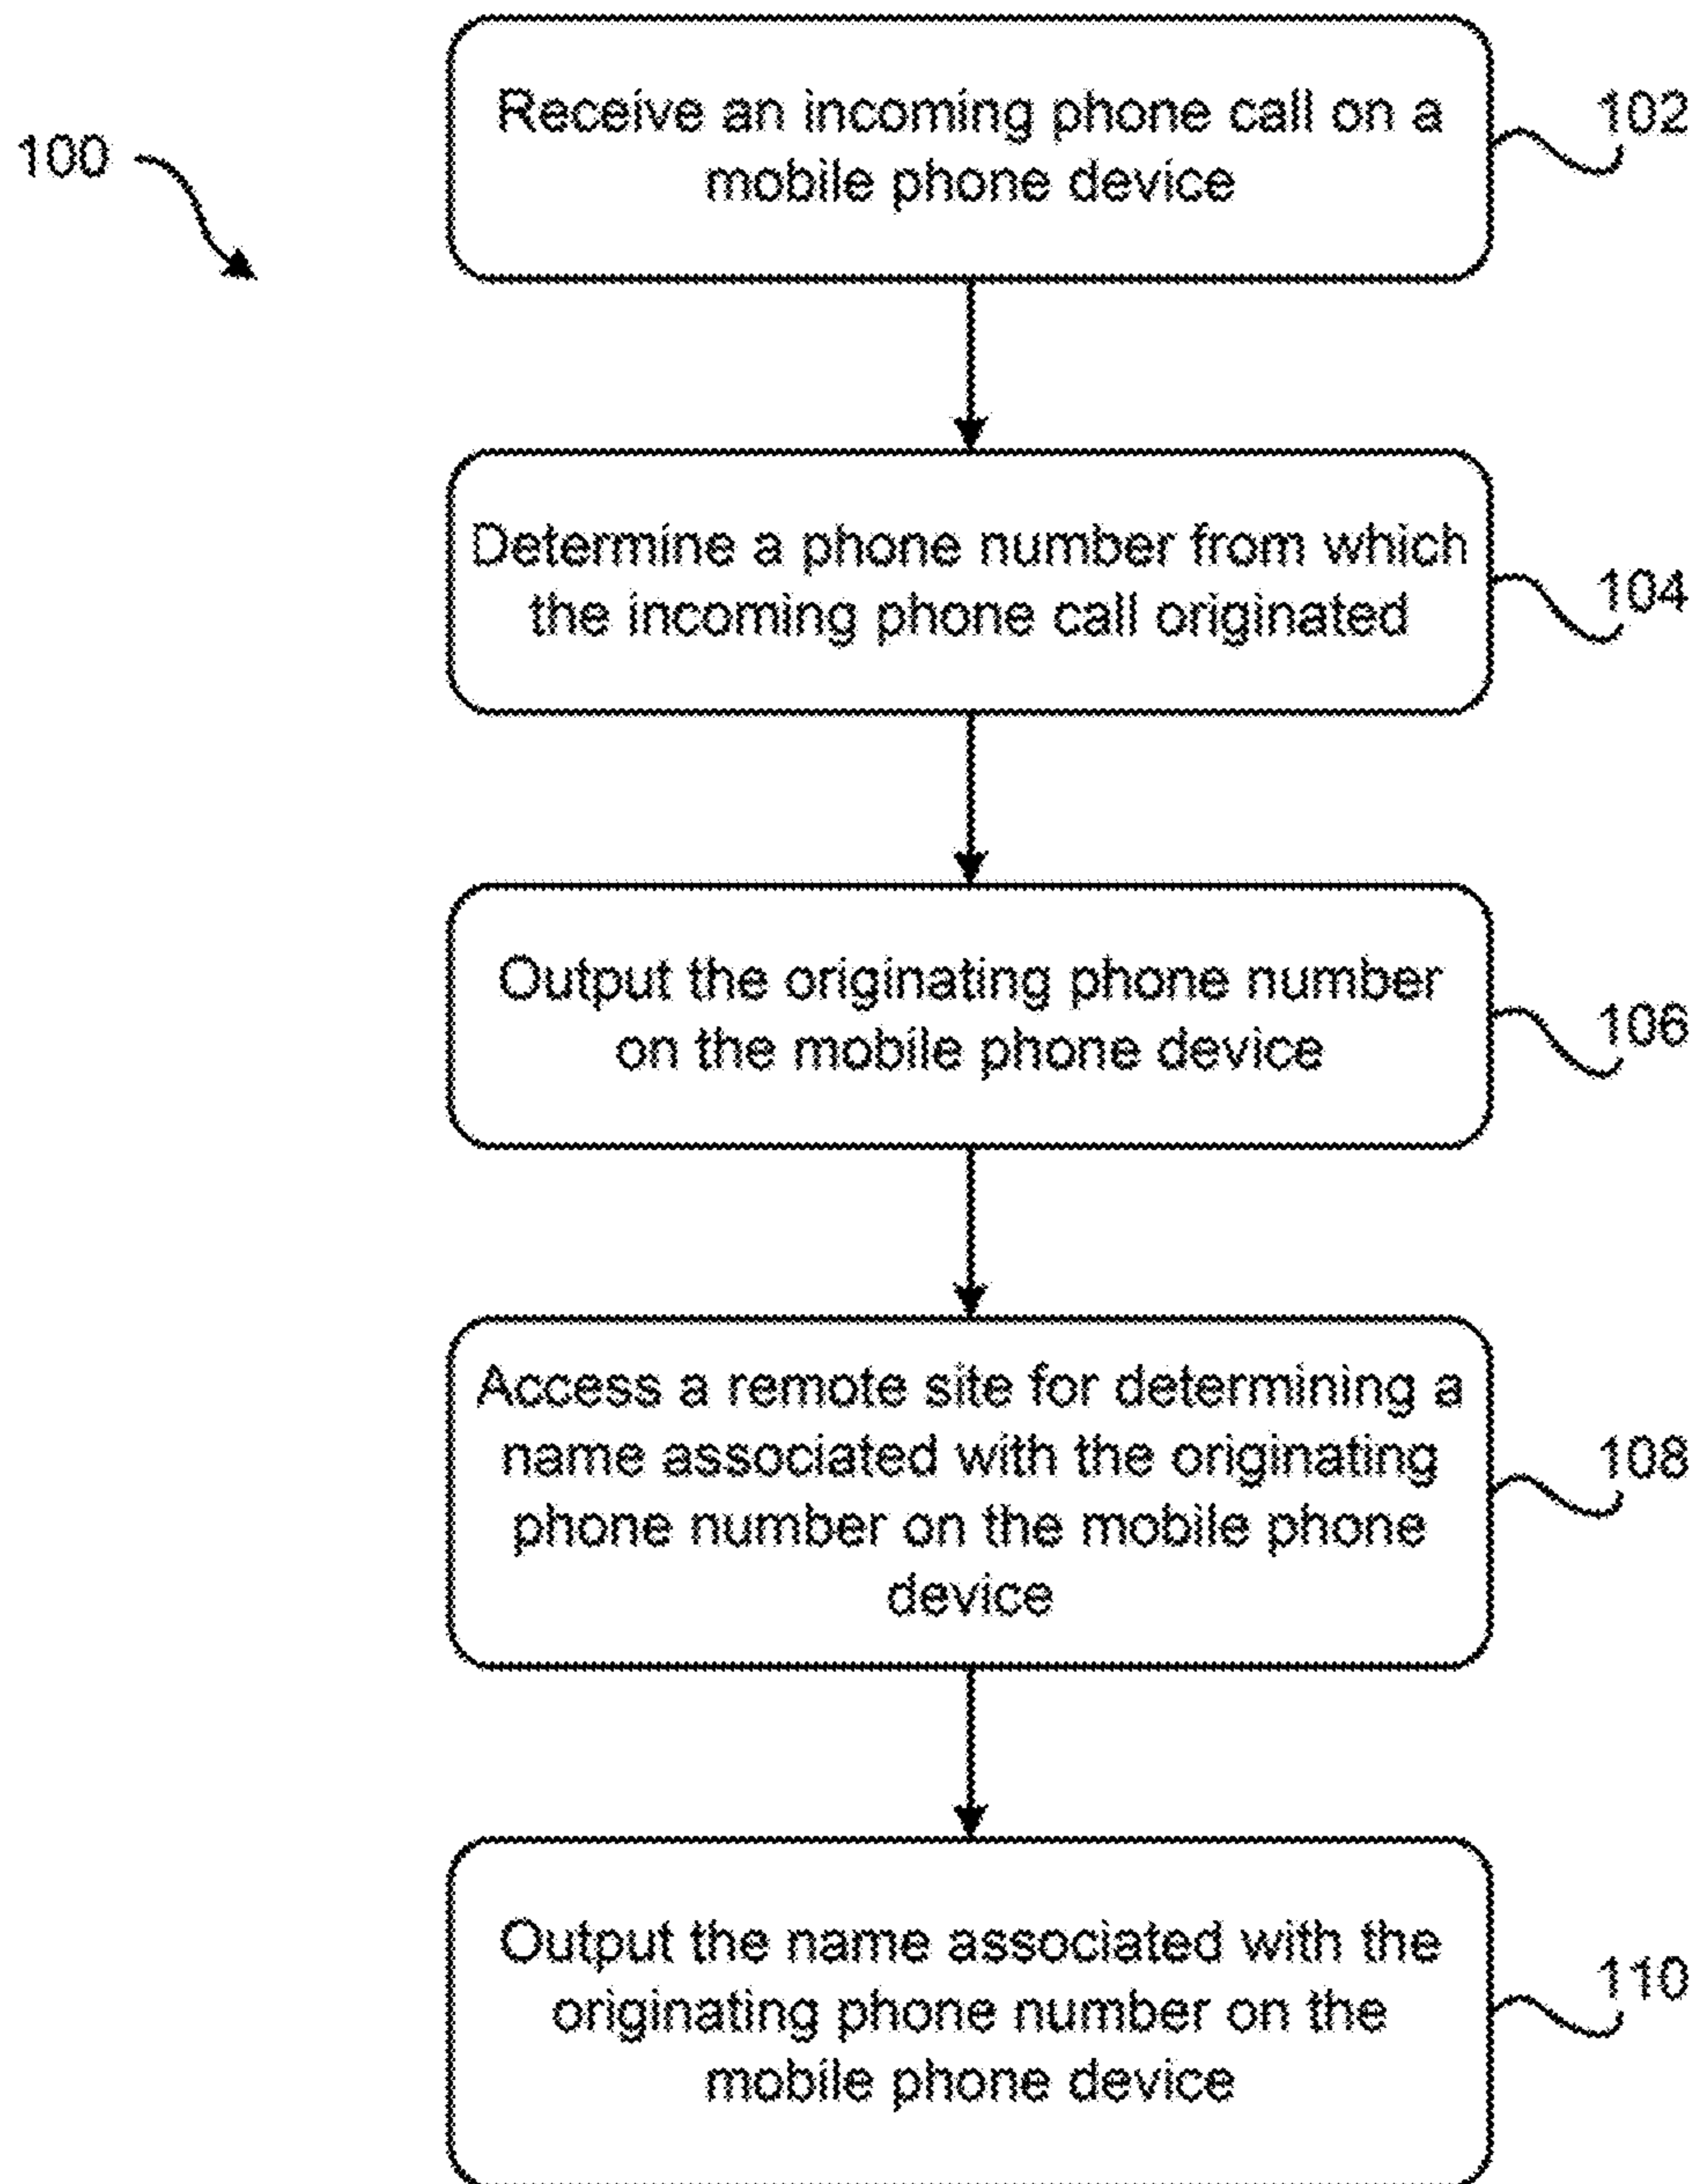 100
Receive an incoming phone call on a
mobile phone device
102
Determine a phone number from which
the incoming phone call originated
104
Output the originating phone number
on the mobile phone device
106
Access a remote site for determining a
name associated with the originating
phone number on the mobile phone
device
108
Output the name associated with the
originating phone number on the
mobile phone device
110